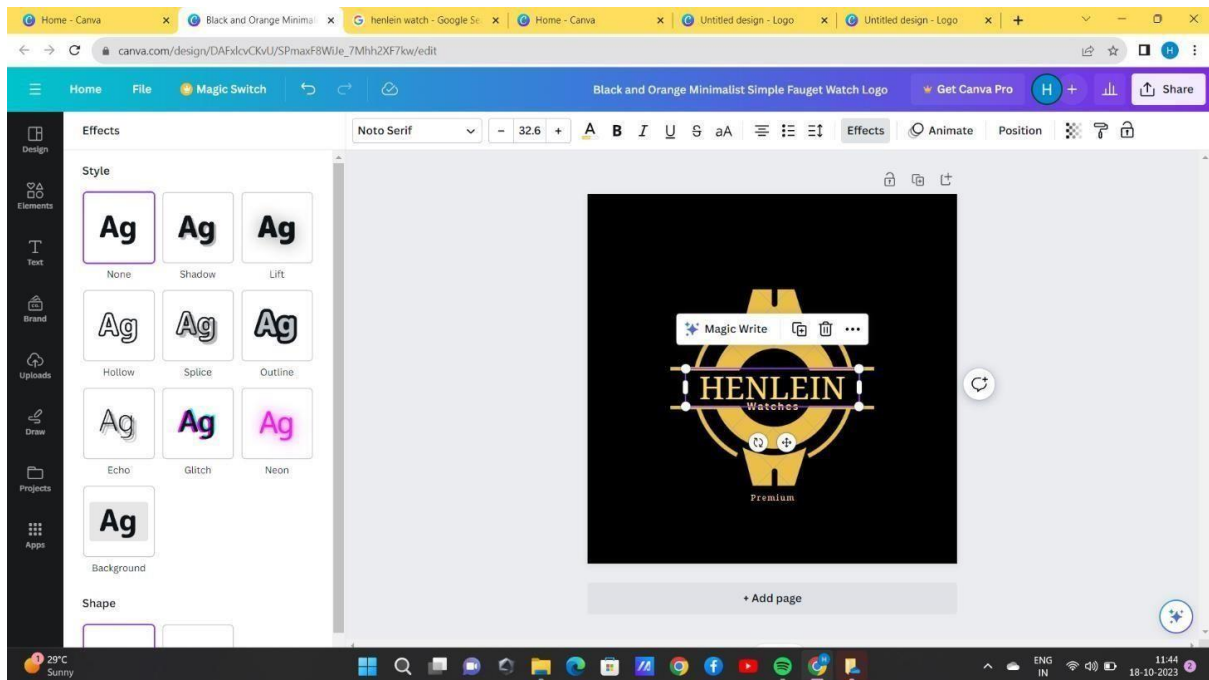 Home - Canva
Black and Orange Minimal
henlein watch - Google Se
Home - Canva
Untitled design - Logo
Untitled design - Logo
canva.com/design/DAFxlcvCKvU/SPmaxF8WiJe_7Mhh2XF7kw/edit
H
Home File Magic Switch Black and Orange Minimalist Simple Fauget Watch Logo Get Canva Pro H + Share
Design
Elements
Text
Brand
Uploads
Draw
Projects
Apps
Effects
Style
Ag Ag Ag
None Shadow Lift
Ag Ag Ag
Hollow Splice Outline
Ag Ag Ag
Echo Glitch Neon
Ag
Background
Shape
Noto Serif - 32.6 + A B I U S aA Effects Animate Position
Magic Write
HENLEIN
Watches
Premium
+ Add page
1
29°C
Sunny
ENG
IN
11:44
18-10-2023
2